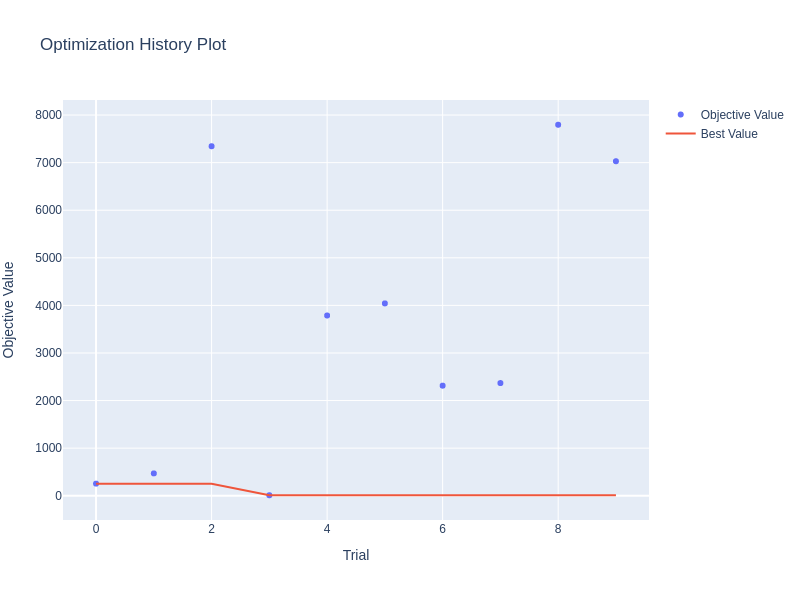 Optimization History Plot
Objective Value
Best Value
8000
7000
6000
5000
4000
3000
2000
1000
0
Objective Value
0 2 4 6 8
Trial